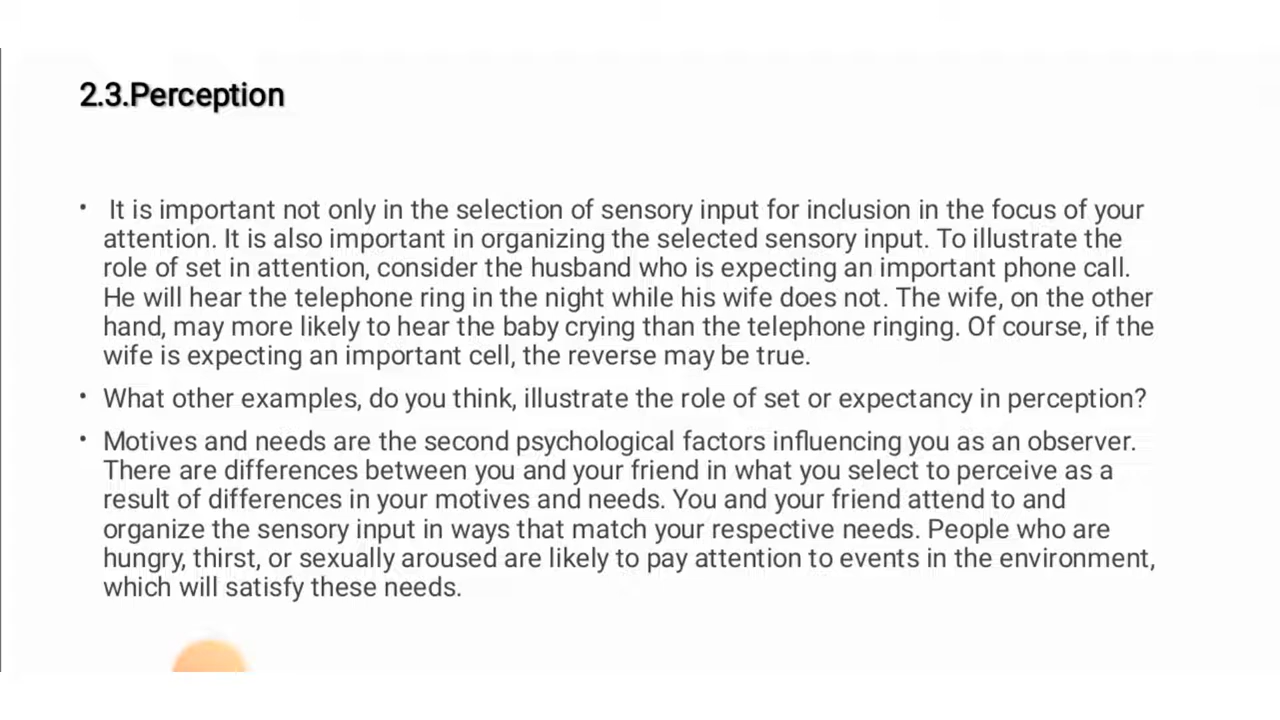 2.3.Perception
• It is important not only in the selection of sensory input for inclusion in the focus of your
attention. It is also important in organizing the selected sensory input. To illustrate the
role of set in attention, consider the husband who is expecting an important phone call.
He will hear the telephone ring in the night while his wife does not. The wife, on the other
hand, may more likely to hear the baby crying than the telephone ringing. Of course, if the
wife is expecting an important cell, the reverse may be true.
• What other examples, do you think, illustrate the role of set or expectancy in perception?
• Motives and needs are the second psychological factors influencing you as an observer.
There are differences between you and your friend in what you select to perceive as a
result of differences in your motives and needs. You and your friend attend to and
organize the sensory input in ways that match your respective needs. People who are
hungry, thirst, or sexually aroused are likely to pay attention to events in the environment,
which will satisfy these needs.